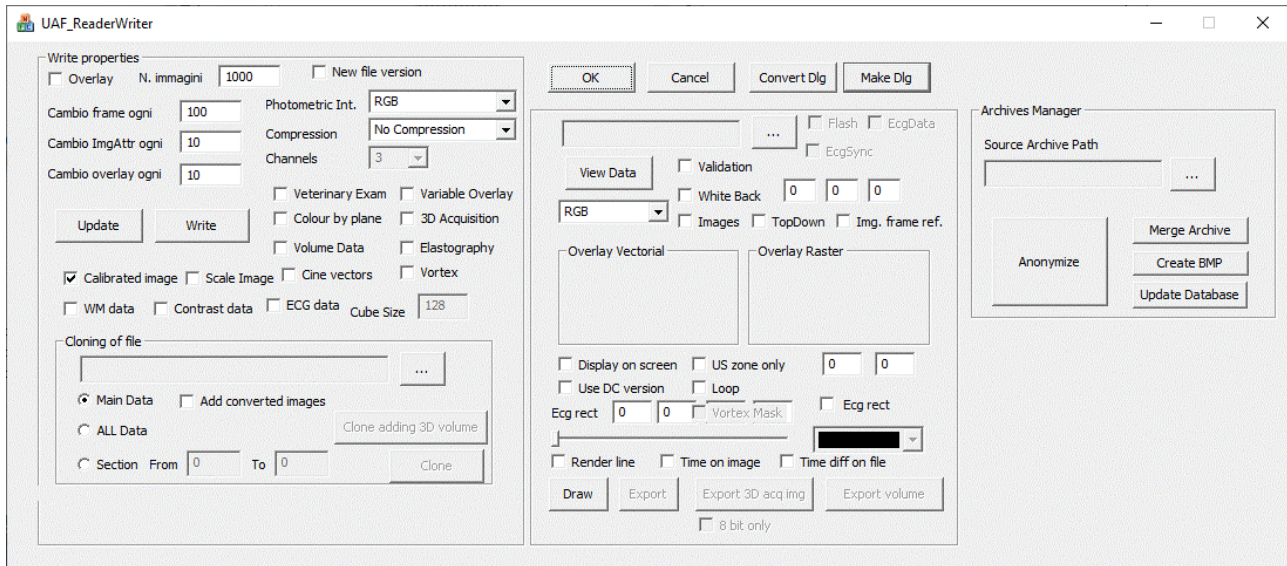 UAF_ReaderWriter
Write properties
Overlay N. immagini 1000 New file version
Cambio frame ogni 100 Photometric Int. RGB
Cambio ImgAttr ogni 10 Compression No Compression
Channels 3
Cambio overlay ogni 10
Veterinary Exam Variable Overlay
Update Write Colour by plane 3D Acquisition
Volume Data Elastography
Calibrated image Scale Image Cine vectors Vortex
WM data Contrast data ECG data Cube Size 128
Cloning of file
...
Main Data Add converted images
ALL Data Clone adding 3D volume
Section From 0 To 0 Clone
OK Cancel Convert Dlg Make Dlg
... Flash EcgData
EcgSync
View Data Validation
White Back 0 0 0
RGB Images TopDown Img. frame ref.
Overlay Vectorial Overlay Raster
Display on screen US zone only 0 0
Use DC version Loop
Ecg rect 0 0 Vortex Mask Ecg rect
Render line Time on image Time diff on file
Draw Export Export 3D acq img Export volume
8 bit only
Archives Manager
Source Archive Path
...
Anonymize
Merge Archive
Create BMP
Update Database